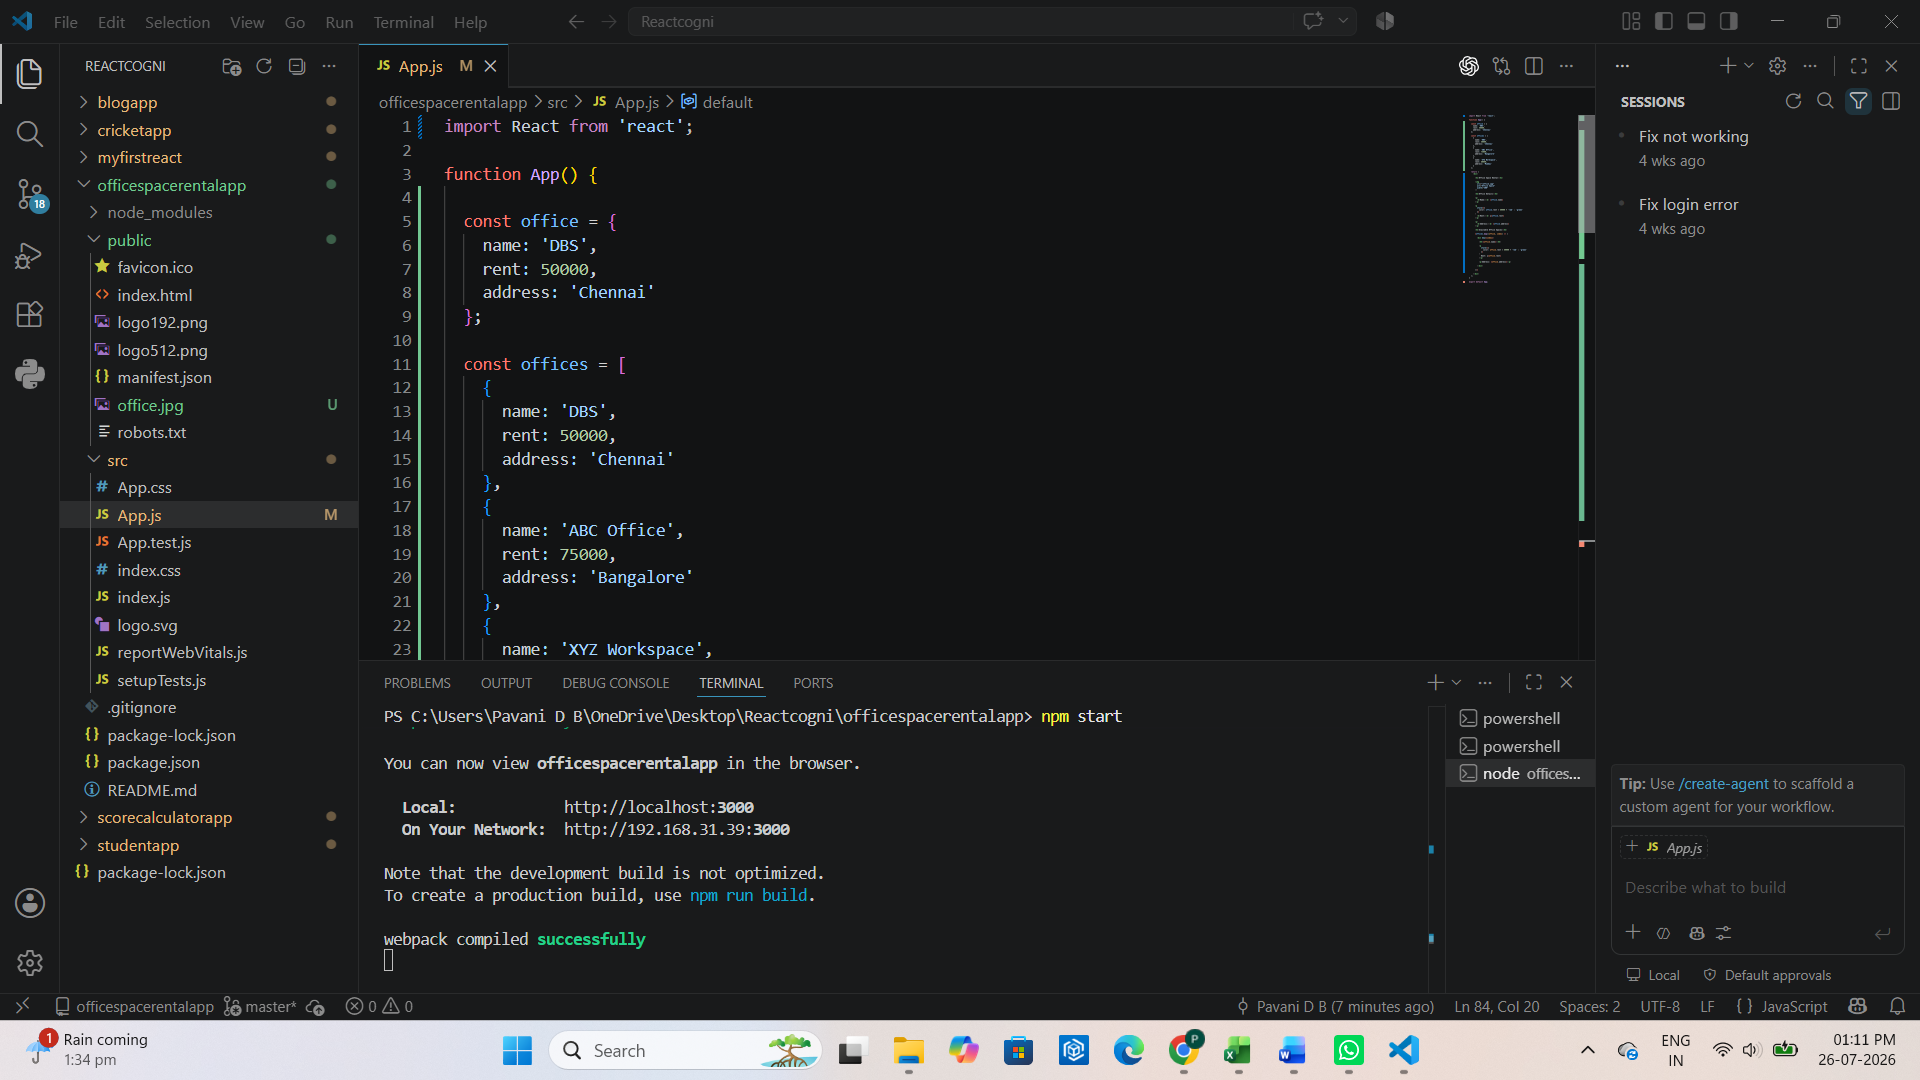 File Edit Selection View Go Run Terminal Help
Reactcogni
REACTCOGNI
blogapp
cricketapp
myfirstreact
officespacerentalapp
node_modules
public
favicon.ico
index.html
logo192.png
logo512.png
manifest.json
office.jpg U
robots.txt
src
App.css
App.js M
App.test.js
index.css
index.js
logo.svg
reportWebVitals.js
setupTests.js
.gitignore
package-lock.json
package.json
README.md
scorecalculatorapp
studentapp
package-lock.json
18
JS App.js M
officespacerentalapp > src > JS App.js > default
1 import React from 'react';
2
3 function App() {
4
5 const office = {
6 name: 'DBS',
7 rent: 50000,
8 address: 'Chennai'
9 };
10
11 const offices = [
12 {
13 name: 'DBS',
14 rent: 50000,
15 address: 'Chennai'
16 },
17 {
18 name: 'ABC Office',
19 rent: 75000,
20 address: 'Bangalore'
21 },
22 {
23 name: 'XYZ Workspace',
PROBLEMS OUTPUT DEBUG CONSOLE TERMINAL PORTS
PS C:\Users\Pavani D B\OneDrive\Desktop\Reactcogni\officespacerentalapp> npm start
You can now view officespacerentalapp in the browser.
Local: http://localhost:3000
On Your Network: http://192.168.31.39:3000
Note that the development build is not optimized.
To create a production build, use npm run build.
webpack compiled successfully
powershell
powershell
node offices...
SESSIONS
Fix not working
4 wks ago
Fix login error
4 wks ago
Tip: Use /create-agent to scaffold a
custom agent for your workflow.
JS App.js
Describe what to build
Local Default approvals
officespacerentalapp master* 0 0 Pavani D B (7 minutes ago) Ln 84, Col 20 Spaces: 2 UTF-8 LF {} JavaScript
1
Rain coming
1:34 pm
Search
P
ENG
IN
01:11 PM
26-07-2026